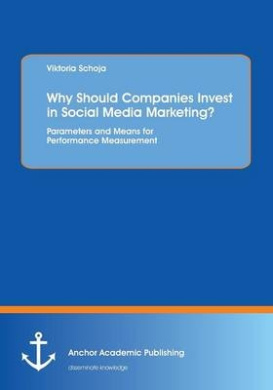 Viktoria Schoja
Why Should Companies Invest
in Social Media Marketing?
Parameters and Means for
Performance Measurement
Anchor Academic Publishing
disseminate knowledge